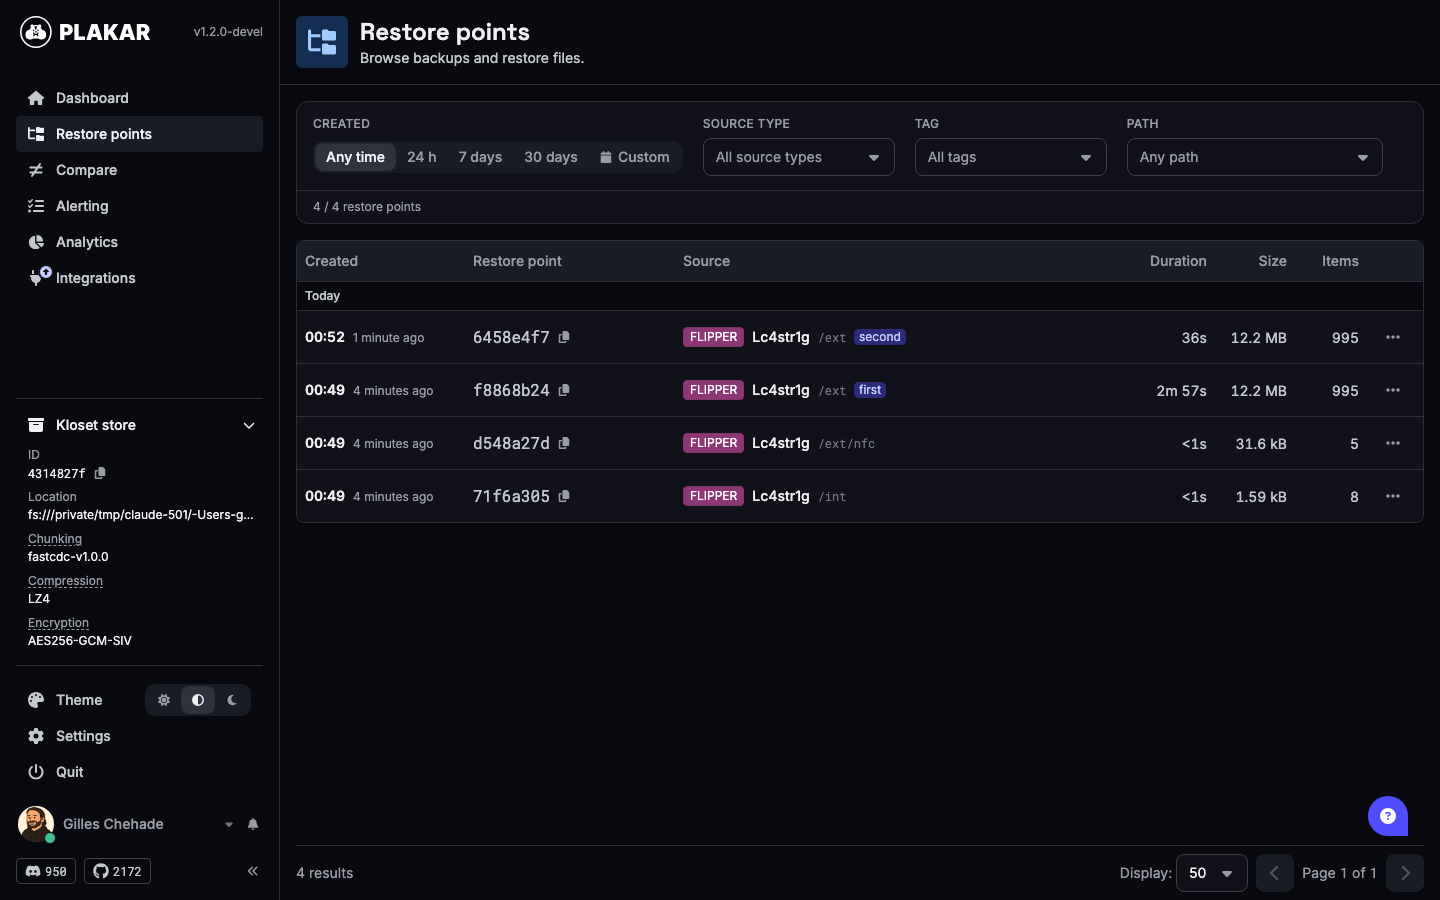 PLAKAR
v1.2.0-devel
Dashboard
Restore points
Compare
Alerting
Analytics
Integrations
Kloset store
ID
4314827f
Location
fs:///private/tmp/claude-501/-Users-g...
Chunking
fastcdc-v1.0.0
Compression
LZ4
Encryption
AES256-GCM-SIV
Theme
Settings
Quit
Gilles Chehade
950 2172
Restore points
Browse backups and restore files.
CREATED SOURCE TYPE TAG PATH
Any time 24 h 7 days 30 days Custom All source types All tags Any path
4 / 4 restore points
Created Restore point Source Duration Size Items
Today
00:52 1 minute ago 6458e4f7 FLIPPER Lc4str1g /ext second 36s 12.2 MB 995
00:49 4 minutes ago f8868b24 FLIPPER Lc4str1g /ext first 2m 57s 12.2 MB 995
00:49 4 minutes ago d548a27d FLIPPER Lc4str1g /ext/nfc <1s 31.6 kB 5
00:49 4 minutes ago 71f6a305 FLIPPER Lc4str1g /int <1s 1.59 kB 8
?
4 results Display: 50 Page 1 of 1